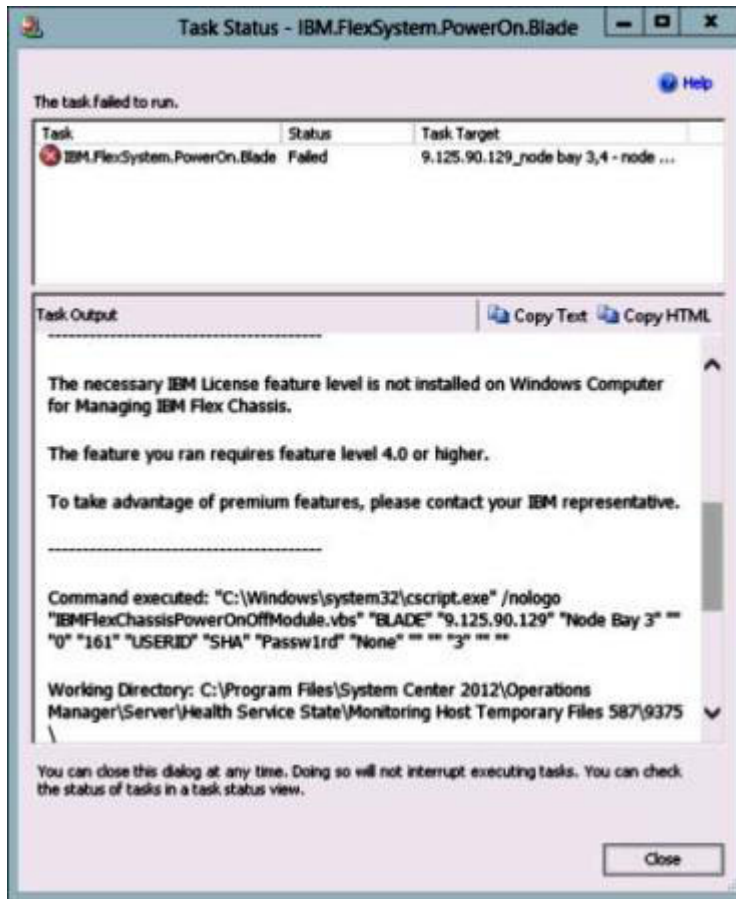 Task Status - IBM.FlexSystem.PowerOn.Blade
Help
The task failed to run.
Task Status Task Target
IBM.FlexSystem.PowerOn.Blade Failed 9.125.90.129_node bay 3,4 - node ...
Task Output Copy Text Copy HTML
------------------------------------------
The necessary IBM License feature level is not installed on Windows Computer
for Managing IBM Flex Chassis.
The feature you ran requires feature level 4.0 or higher.
To take advantage of premium features, please contact your IBM representative.
------------------------------------------
Command executed: "C:\Windows\system32\cscript.exe" /nologo
"IBMFlexChassisPowerOnOffModule.vbs" "BLADE" "9.125.90.129" "Node Bay 3" ""
"0" "161" "USERID" "SHA" "Passw1rd" "None" "" "" "3" "" ""
Working Directory: C:\Program Files\System Center 2012\Operations
Manager\Server\Health Service State\Monitoring Host Temporary Files 587\9375
\
You can close this dialog at any time. Doing so will not interrupt executing tasks. You can check
the status of tasks in a task status view.
Close